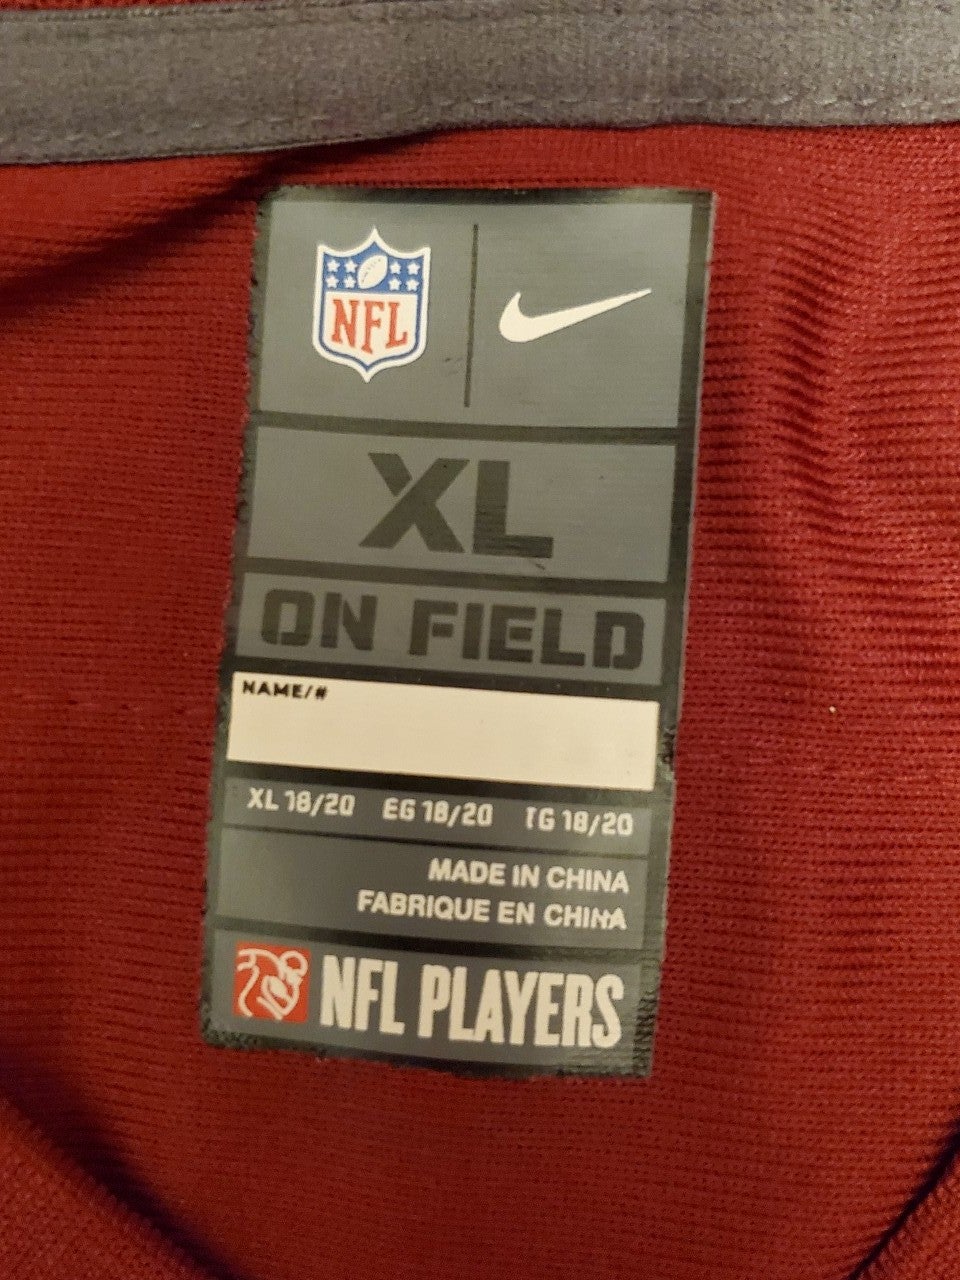 NFL
XL
ON FIELD
NAME/#
XL 18/20 EG 18/20 TG 18/20
MADE IN CHINA
FABRIQUE EN CHINA
NFL PLAYERS